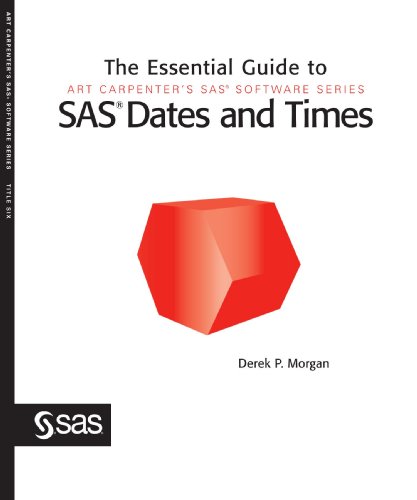 ART CARPENTER'S SAS® SOFTWARE SERIES TITLE SIX
The Essential Guide to
ART CARPENTER'S SAS® SOFTWARE SERIES
SAS® Dates and Times
Derek P. Morgan
sas